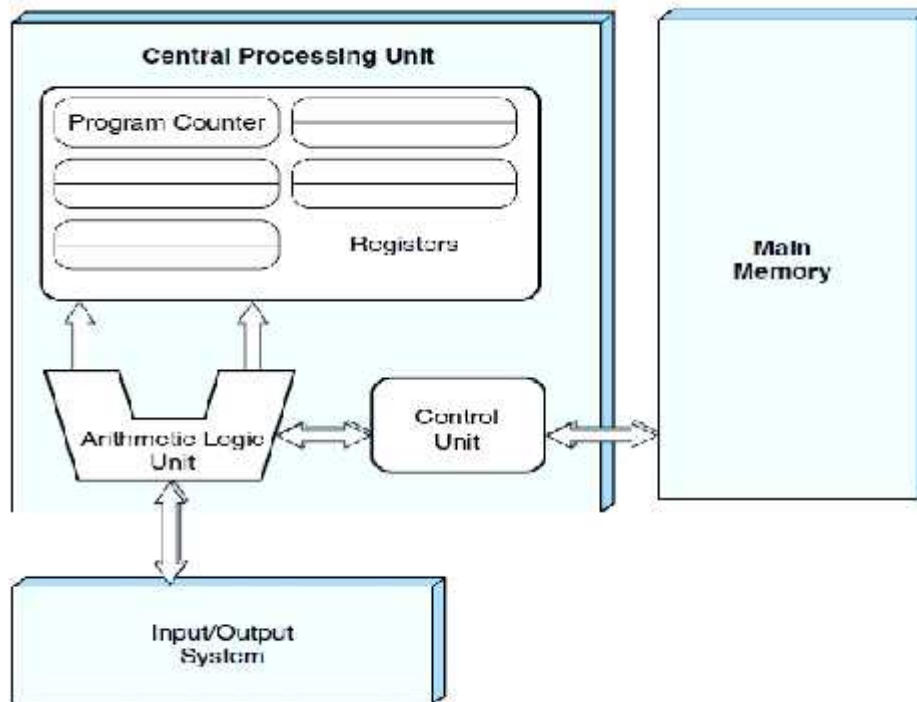 Central Processing Unit
Program Counter
Registers
Main
Memory
Arithmetic Logic
Unit
Control
Unit
Input/Output
System